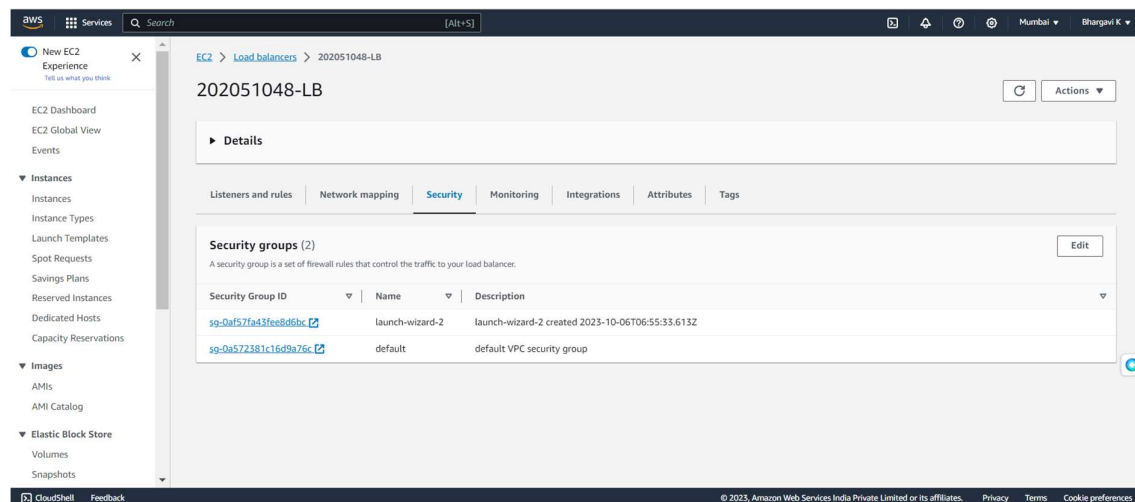 aws Services Search [Alt+S] Mumbai Bhargavi K
New EC2
Experience
Tell us what you think
EC2 Dashboard
EC2 Global View
Events
Instances
Instances
Instance Types
Launch Templates
Spot Requests
Savings Plans
Reserved Instances
Dedicated Hosts
Capacity Reservations
Images
AMIs
AMI Catalog
Elastic Block Store
Volumes
Snapshots
EC2 > Load balancers > 202051048-LB
202051048-LB
Actions
Details
Listeners and rules Network mapping Security Monitoring Integrations Attributes Tags
Security groups (2) Edit
A security group is a set of firewall rules that control the traffic to your load balancer.
Security Group ID Name Description
sg-0af57fa43fee8d6bc launch-wizard-2 launch-wizard-2 created 2023-10-06T06:55:33.613Z
sg-0a572381c16d9a76c default default VPC security group
CloudShell Feedback © 2023, Amazon Web Services India Private Limited or its affiliates. Privacy Terms Cookie preferences